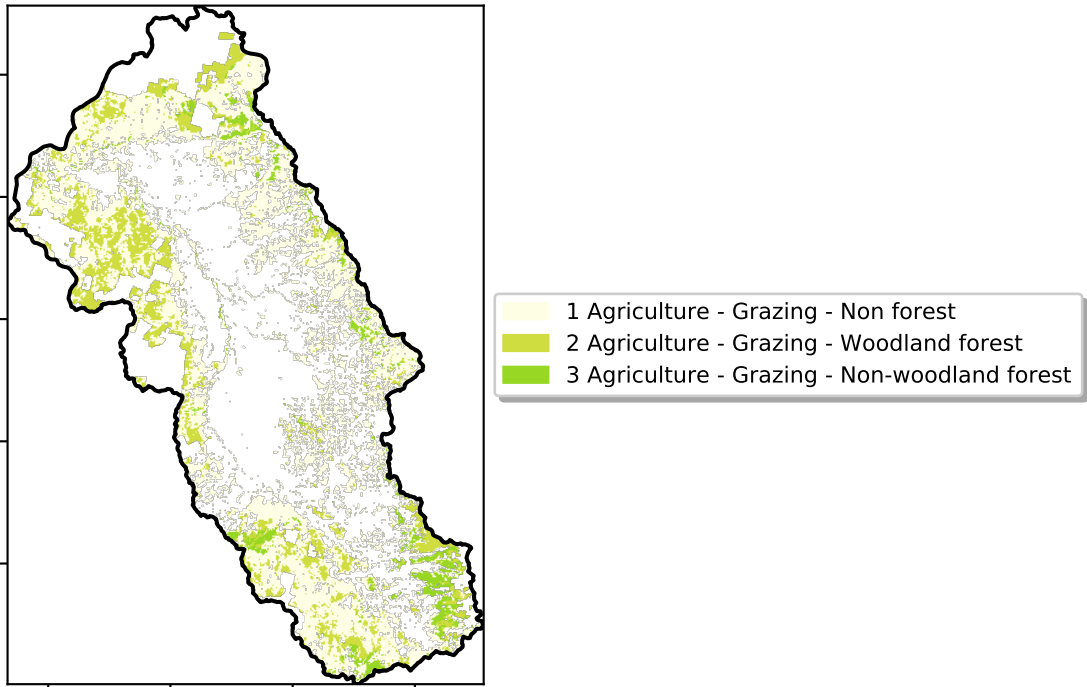 1 Agriculture - Grazing - Non forest
2 Agriculture - Grazing - Woodland forest
3 Agriculture - Grazing - Non-woodland forest